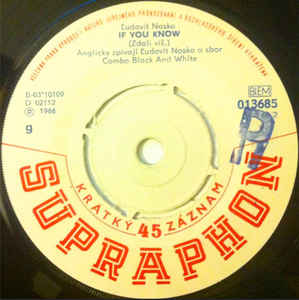 Ľudovít Nosko
IF YOU KNOW
(Zdali víš.)
Anglicky zpívají Ľudovít Nosko a sbor
Combo Black And White
0-03*10109
D 02112
Ⓟ 1966
g
BIEM
013685
KRÁTKÝ 45 ZÁZNAM
SUPRAPHON